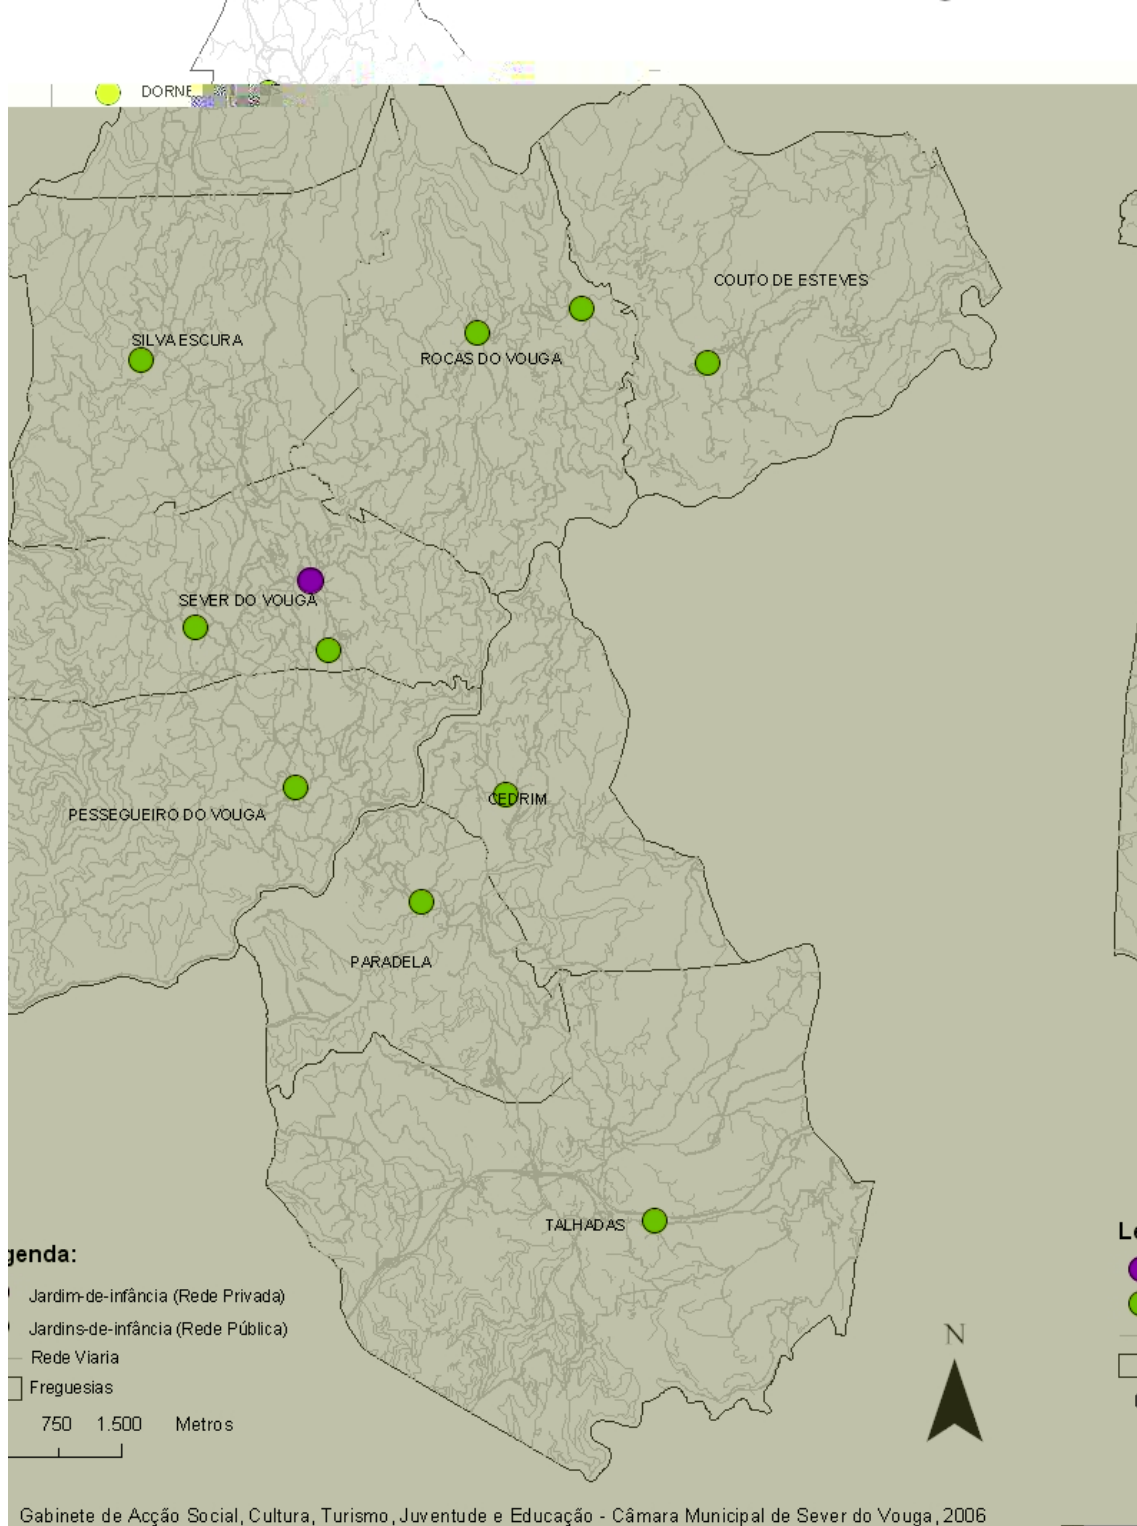 DORNE
COUTO DE ESTEVES
SILVA ESCURA
ROCAS DO VOUGA
SEVER DO VOUGA
CEDRIM
PESSEGUEIRO DO VOUGA
PARADELA
TALHADAS
genda:
Jardim-de-infância (Rede Privada)
Jardins-de-infância (Rede Pública)
Rede Viaria
Freguesias
750 1.500 Metros
N
Le
Gabinete de Acção Social, Cultura, Turismo, Juventude e Educação - Câmara Municipal de Sever do Vouga, 2006